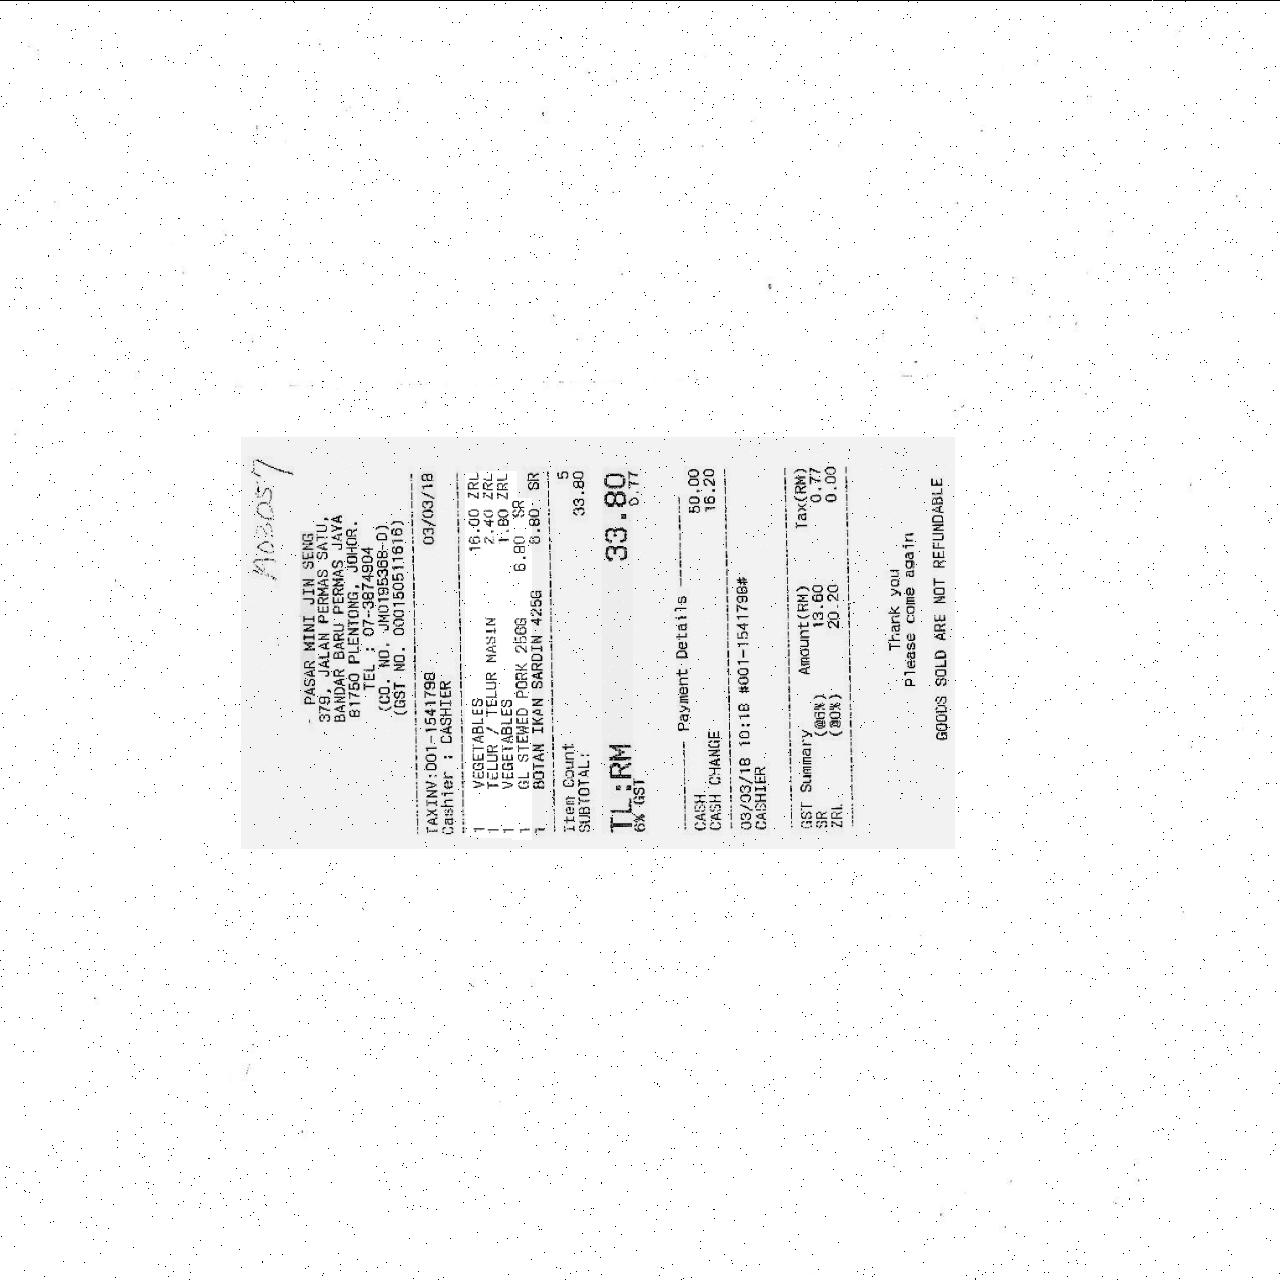 PASAR MINI JIN SENG
379, JALAN PERMAS SATU,
BANDAR BARU PERMAS JAYA
81750 PLENTONG, JOHOR.
TEL : 07-3874904
(CO. NO. JM0195368-D)
(GST NO. 000150511616)
TAXINV:001-1541798 03/03/18
Cashier : CASHIER
1 VEGETABLES 16.00 ZRL
1 TELUR / TELUR MASIN 2.40 ZRL
1 VEGETABLES 1.80 ZRL
1 GL STEWED PORK 256G 6.80 SR
1 BOTAN IKAN SARDIN 425G 6.80 SR
Item Count 5
SUBTOTAL: 33.80
TL:RM 33.80
6% GST 0.77
Payment Details
CASH 50.00
CASH CHANGE 16.20
03/03/18 10:18 #001-1541798#
CASHIER
GST Summary Amount(RM) Tax(RM)
SR (@6%) 13.60 0.77
ZRL (@0%) 20.20 0.00
Thank you
Please come again
GOODS SOLD ARE NOT REFUNDABLE